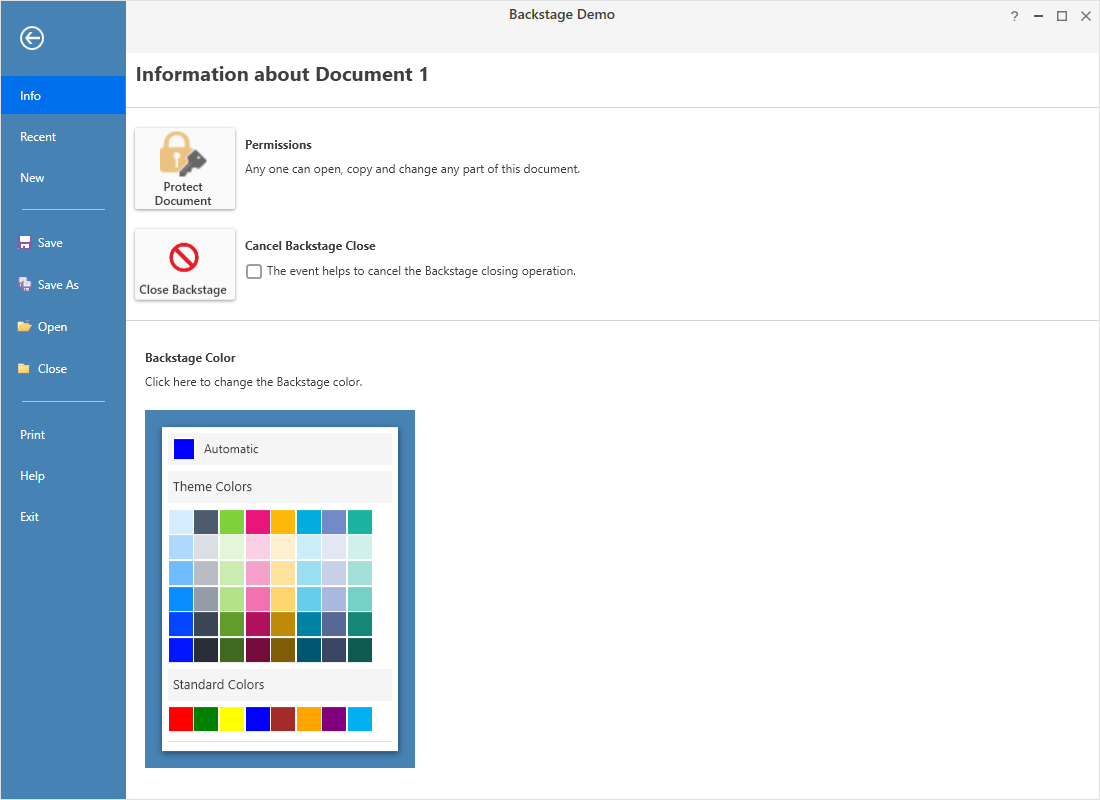 Backstage Demo
?
Information about Document 1
Info
Recent
New
Save
Save As
Open
Close
Print
Help
Exit
Protect
Document
Permissions
Any one can open, copy and change any part of this document.
Close Backstage
Cancel Backstage Close
The event helps to cancel the Backstage closing operation.
Backstage Color
Click here to change the Backstage color.
Automatic
Theme Colors
Standard Colors